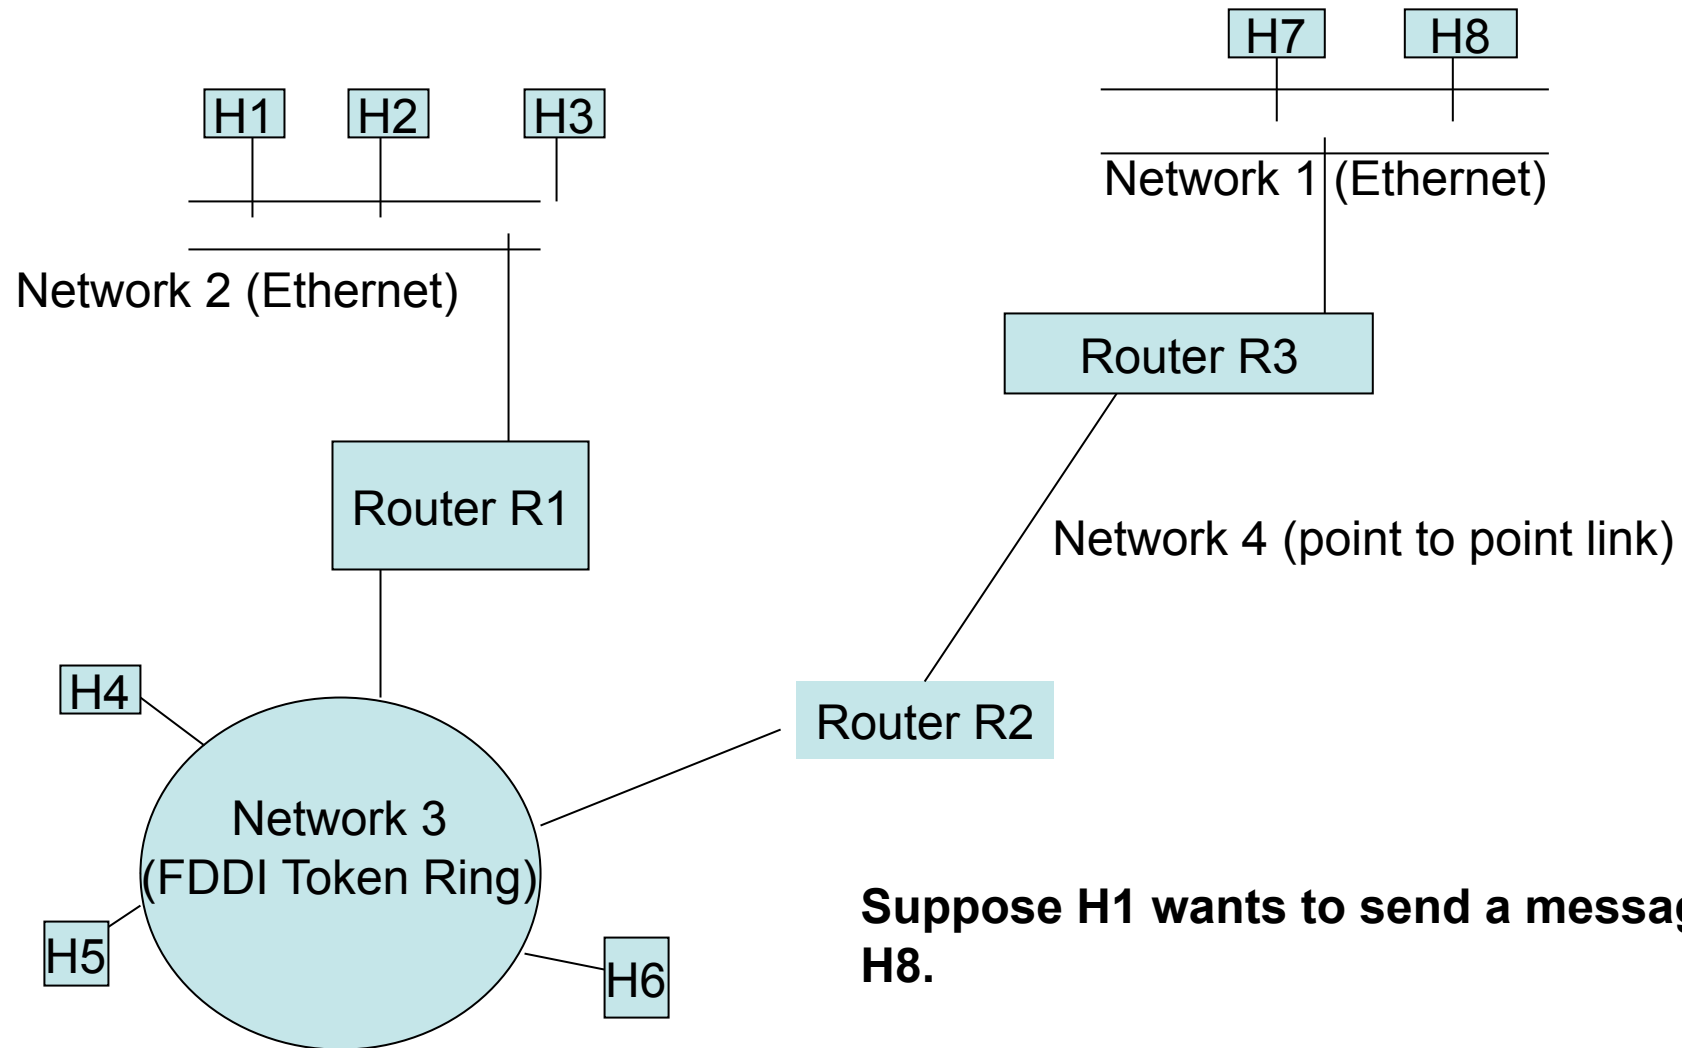 H7
H8
H1
H2
H3
Network 1 (Ethernet)
Network 2 (Ethernet)
Router R3
Router R1
Network 4 (point to point link)
H4
Router R2
Network 3
(FDDI Token Ring)
H5
H6
Suppose H1 wants to send a
H8.